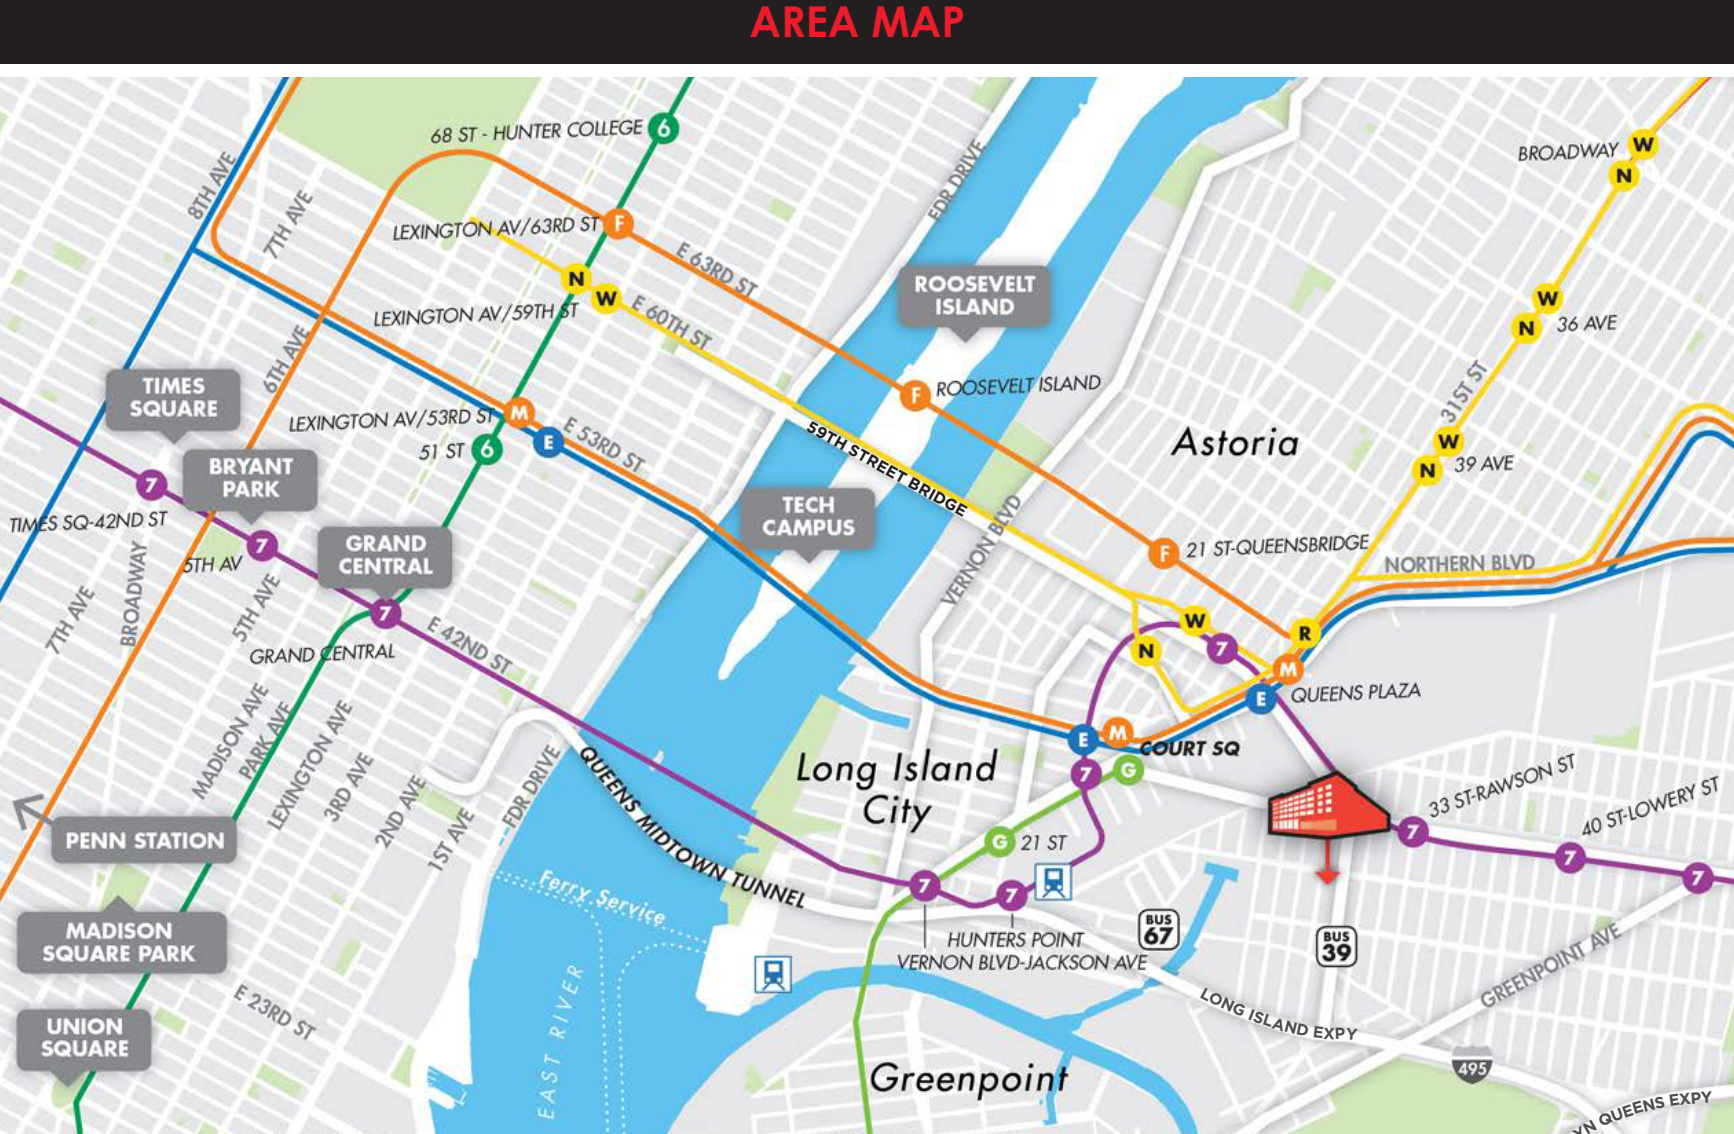 AREA MAP
68 ST - HUNTER COLLEGE
6
BROADWAY
W
N
8TH AVE
7TH AVE
FDR DRIVE
LEXINGTON AV/63RD ST
F
E 63RD ST
N
W
LEXINGTON AV/59TH ST
E 60TH ST
ROOSEVELT
ISLAND
W
N
36 AVE
6TH AVE
31ST ST
TIMES
SQUARE
F
ROOSEVELT ISLAND
LEXINGTON AV/53RD ST
M
E
E 53RD ST
51 ST
6
59TH STREET BRIDGE
Astoria
W
N
39 AVE
BRYANT
PARK
7
TIMES SQ-42ND ST
TECH
CAMPUS
7
5TH AV
GRAND
CENTRAL
7
VERNON BLVD
F
21 ST-QUEENSBRIDGE
NORTHERN BLVD
7TH AVE
BROADWAY
5TH AVE
E 42ND ST
GRAND CENTRAL
W
N
7
R
M
E
QUEENS PLAZA
MADISON AVE
PARK AVE
LEXINGTON AVE
3RD AVE
2ND AVE
1ST AVE
FDR DRIVE
QUEENS MIDTOWN TUNNEL
Long Island
City
E
M
COURT SQ
7
G
G
21 ST
33 ST-RAWSON ST
40 ST-LOWERY ST
7
7
7
PENN STATION
Ferry Service
7
7
HUNTERS POINT
VERNON BLVD-JACKSON AVE
BUS
67
BUS
39
GREENPOINT AVE
MADISON
SQUARE PARK
E 23RD ST
UNION
SQUARE
EAST RIVER
LONG ISLAND EXPY
495
Greenpoint
YN QUEENS EXPY